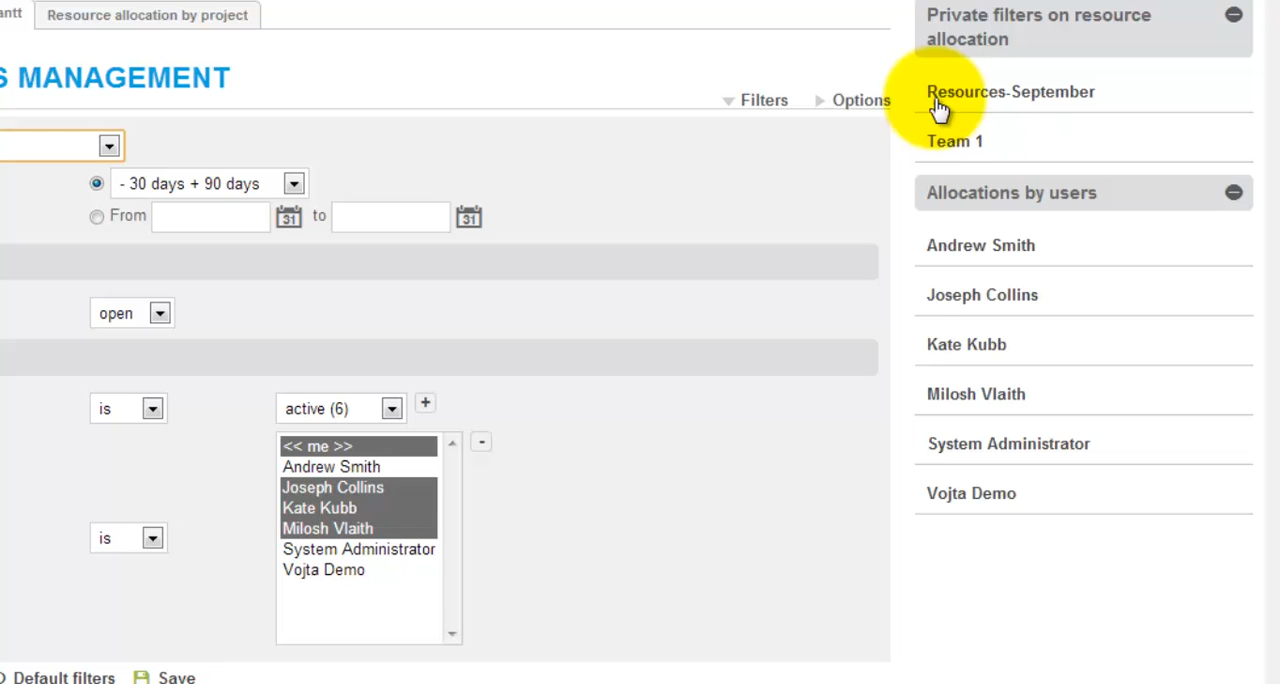 antt
Resource allocation by project
S MANAGEMENT
Filters
Options
- 30 days + 90 days
From
31
to
31
open
is
active (6)
+
<< me >>
-
Andrew Smith
Joseph Collins
Kate Kubb
Milosh Vlaith
is
System Administrator
Vojta Demo
Default filters
Save
Private filters on resource
allocation
Resources-September
Team 1
Allocations by users
Andrew Smith
Joseph Collins
Kate Kubb
Milosh Vlaith
System Administrator
Vojta Demo